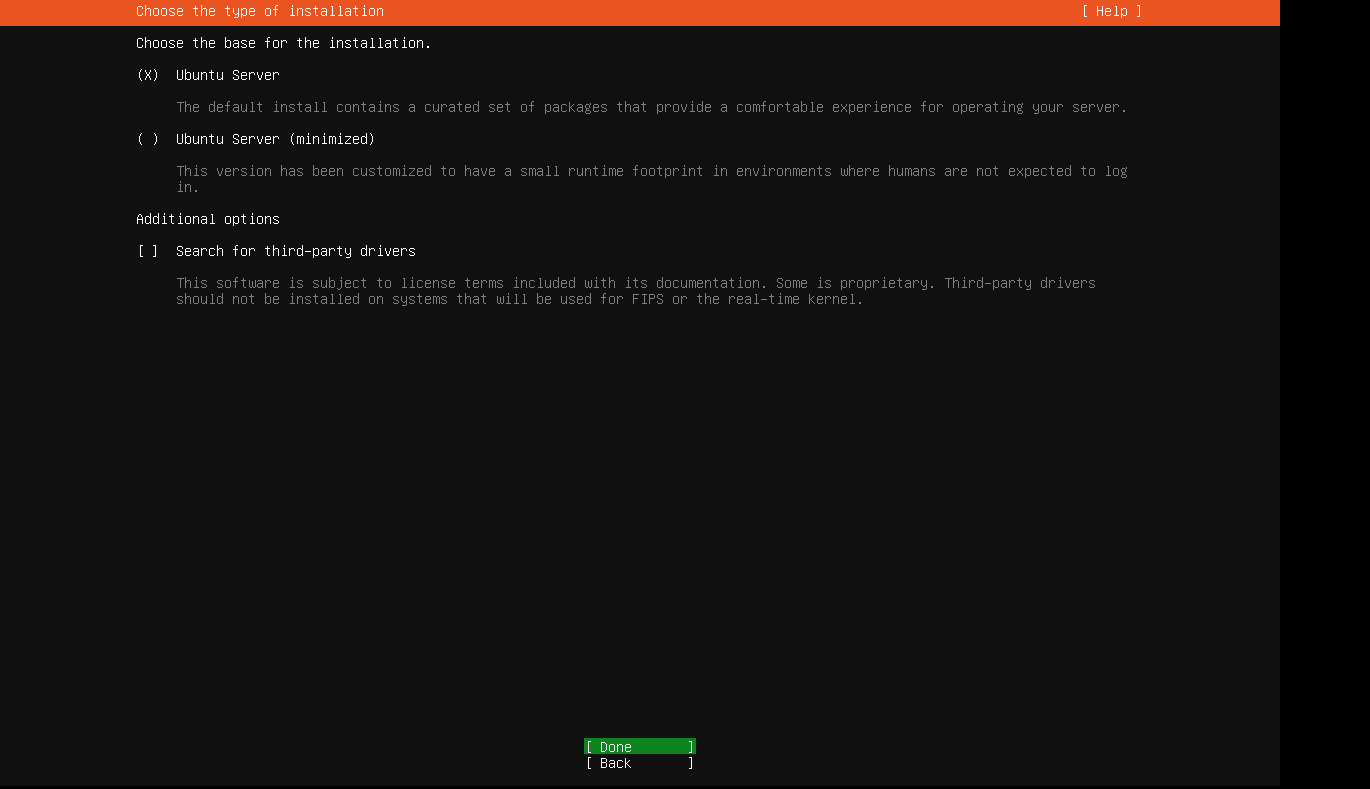 Choose the type of installation [ Help ]
Choose the base for the installation.
(X) Ubuntu Server
The default install contains a curated set of packages that provide a comfortable experience for operating your server.
( ) Ubuntu Server (minimized)
This version has been customized to have a small runtime footprint in environments where humans are not expected to log
in.
Additional options
[ ] Search for third-party drivers
This software is subject to license terms included with its documentation. Some is proprietary. Third-party drivers
should not be installed on systems that will be used for FIPS or the real-time kernel.
[ Done ]
[ Back ]